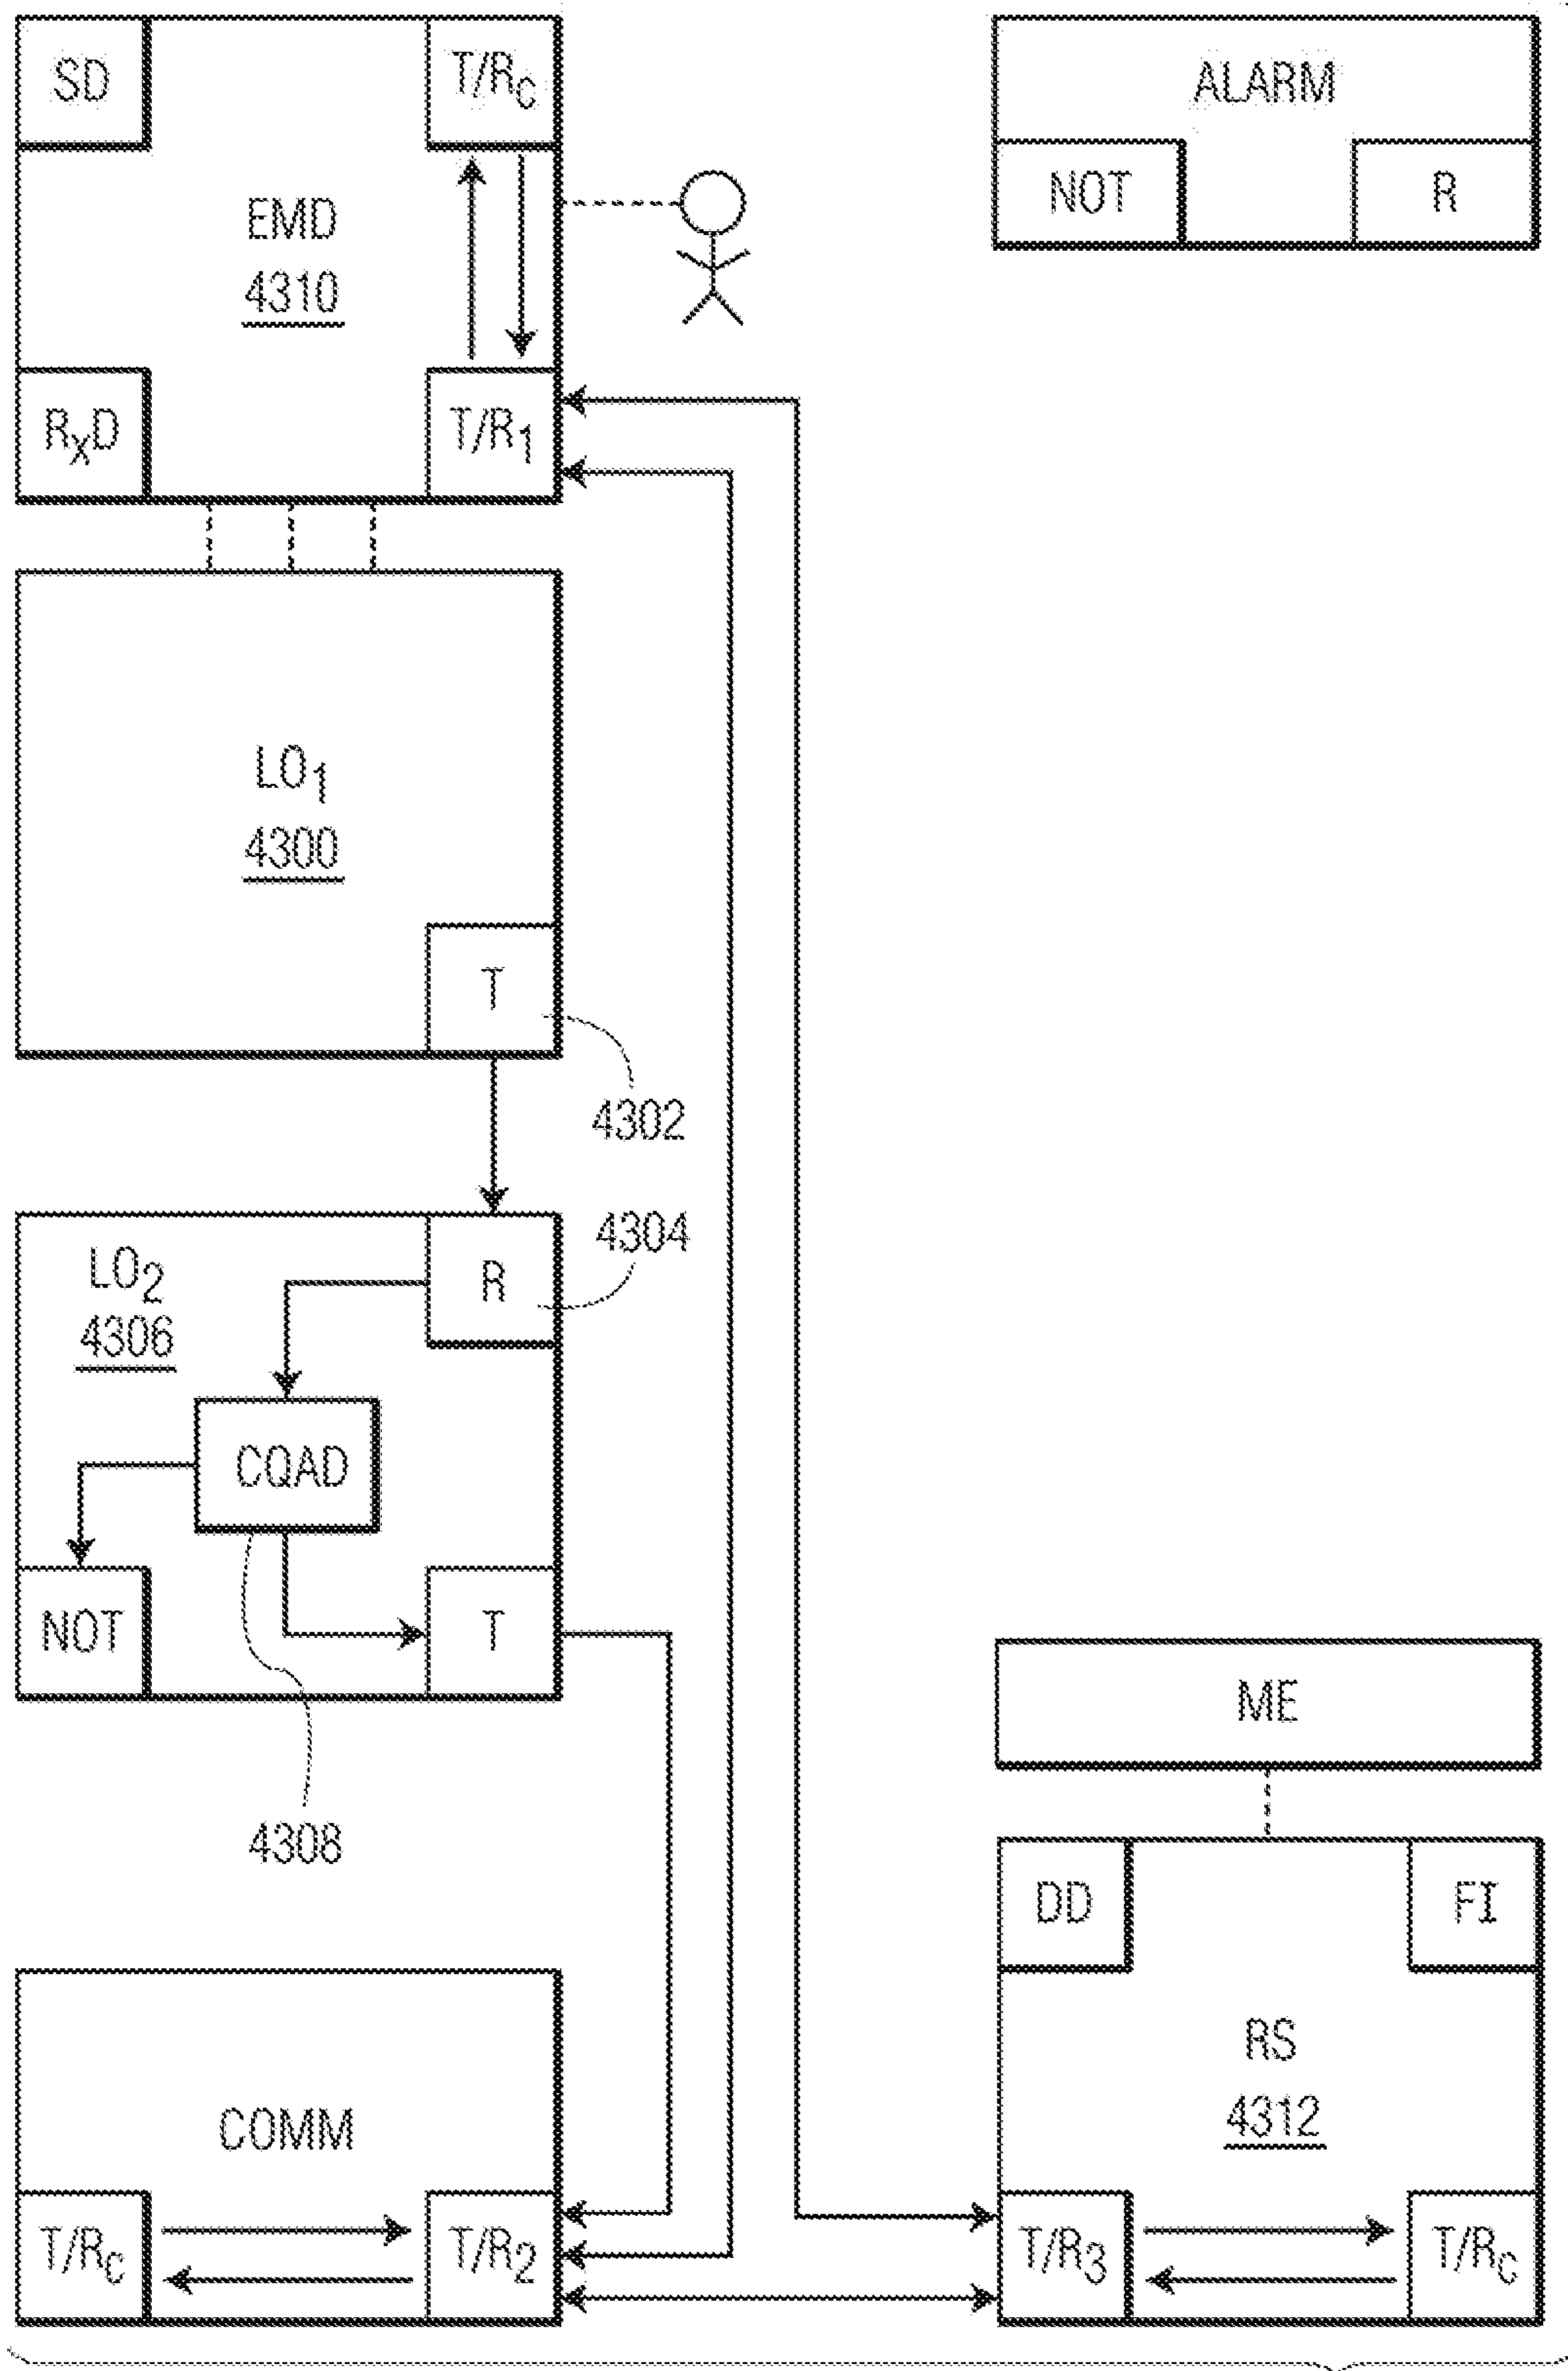 SD
T/RC
EMD
4310
RXD
T/R1
ALARM
NOT
R
LO1
4300
T
4302
4304
LO2
4306
R
CQAD
NOT
T
4308
ME
DD
FI
RS
4312
T/R3
T/RC
COMM
T/RC
T/R2